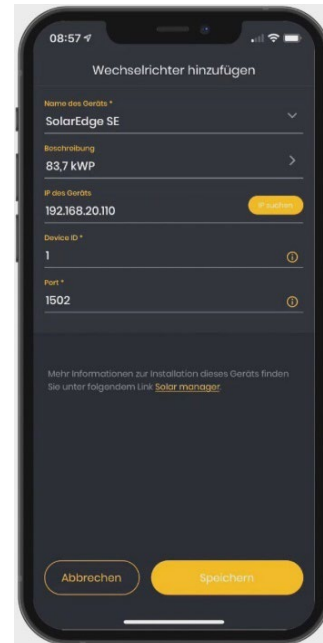 08:57
Wechselrichter hinzufügen
Name des Geräts *
SolarEdge SE
Beschreibung
83,7 kWP
IP des Geräts
192.168.20.110
IP suchen
Device ID *
1
Port *
1502
Mehr Informationen zur Installation dieses Geräts finden
Sie unter folgendem Link Solar manager.
Abbrechen
Speichern